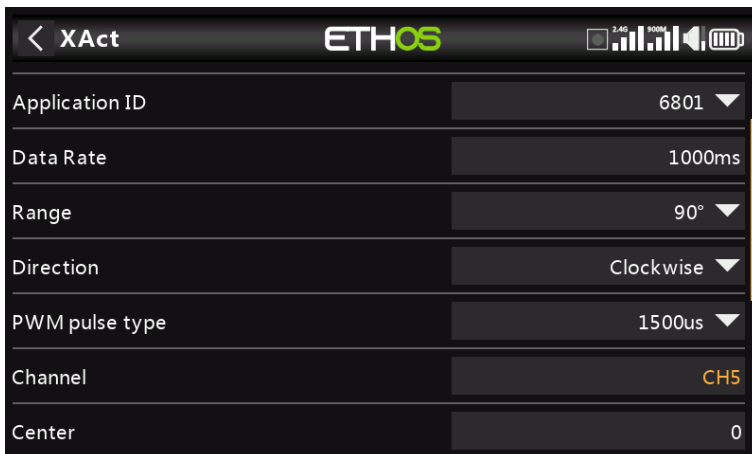 XAct ETHOS 2.4G 900M
Application ID 6801
Data Rate 1000ms
Range 90°
Direction Clockwise
PWM pulse type 1500us
Channel CH5
Center 0